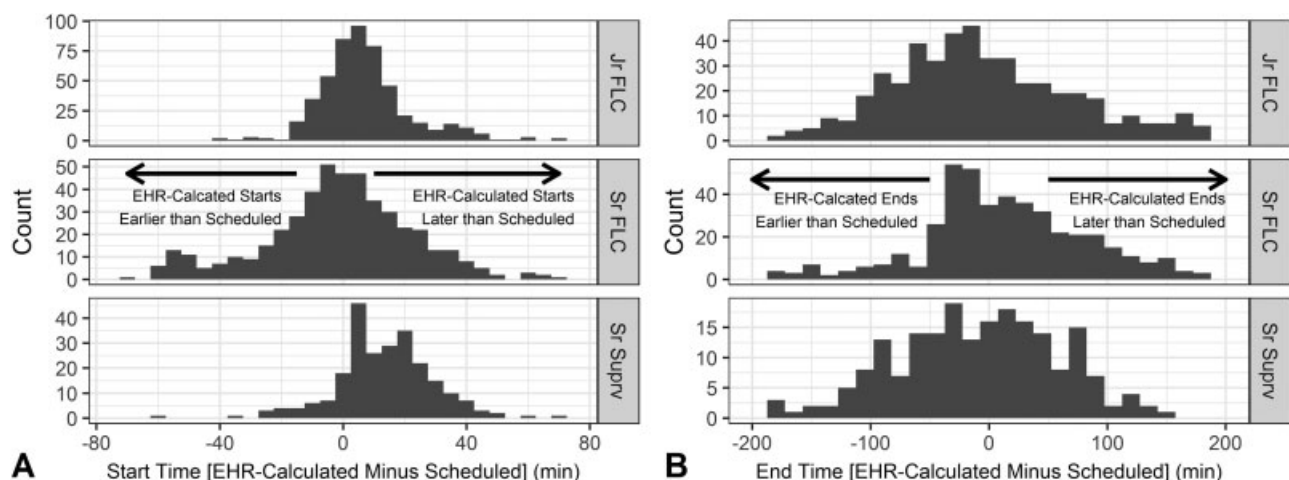 100
75
50
25
0
Jr FLC
50
40
30
20
10
0
EHR-Calcated Starts
Earlier than Scheduled
EHR-Calculated Starts
Later than Scheduled
Sr FLC
40
30
20
10
0
Sr Suprv
Count
-80
-40
0
40
80
A
Start Time [EHR-Calculated Minus Scheduled] (min)
40
30
20
10
0
Jr FLC
40
20
0
EHR-Calcated Ends
Earlier than Scheduled
EHR-Calculated Ends
Later than Scheduled
Sr FLC
15
10
5
0
Sr Suprv
Count
-200
-100
0
100
200
B
End Time [EHR-Calculated Minus Scheduled] (min)